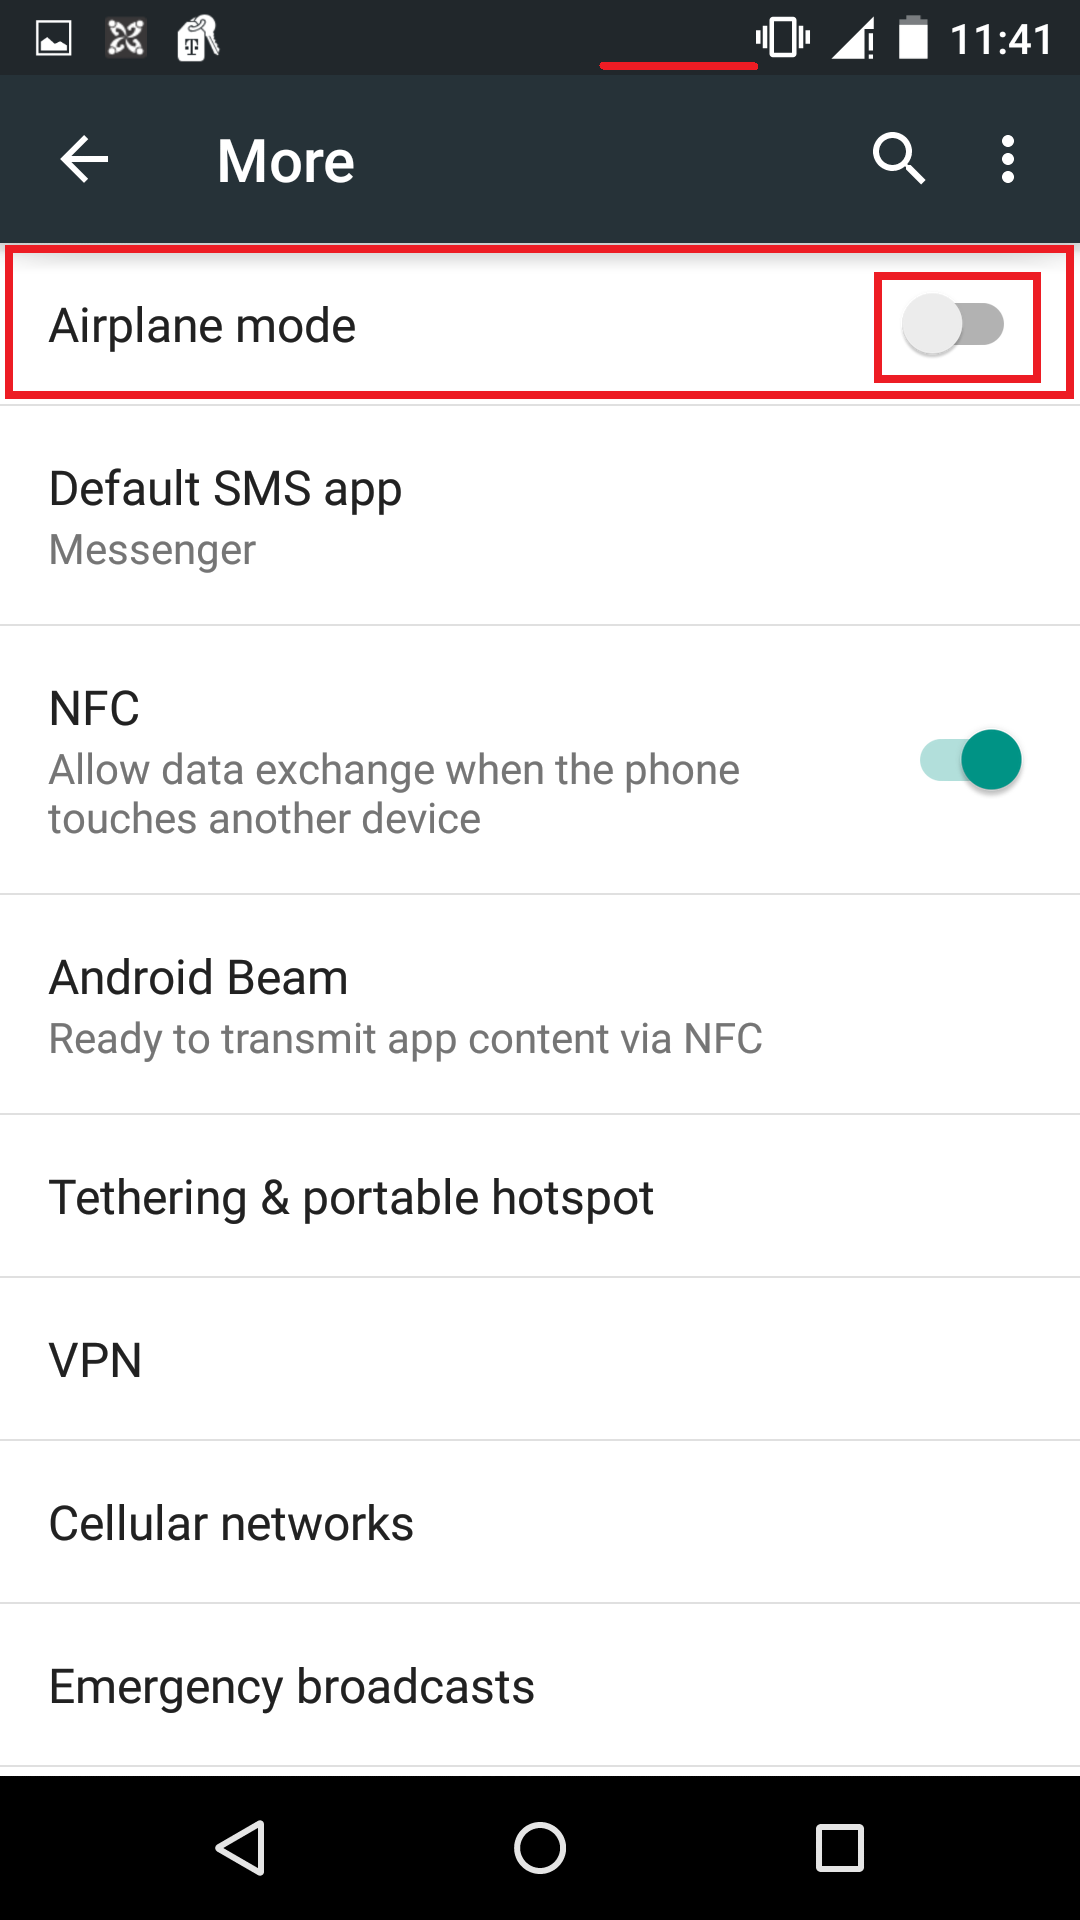 11:41
More
Airplane mode
Default SMS app
Messenger
NFC
Allow data exchange when the phone
touches another device
Android Beam
Ready to transmit app content via NFC
Tethering & portable hotspot
VPN
Cellular networks
Emergency broadcasts